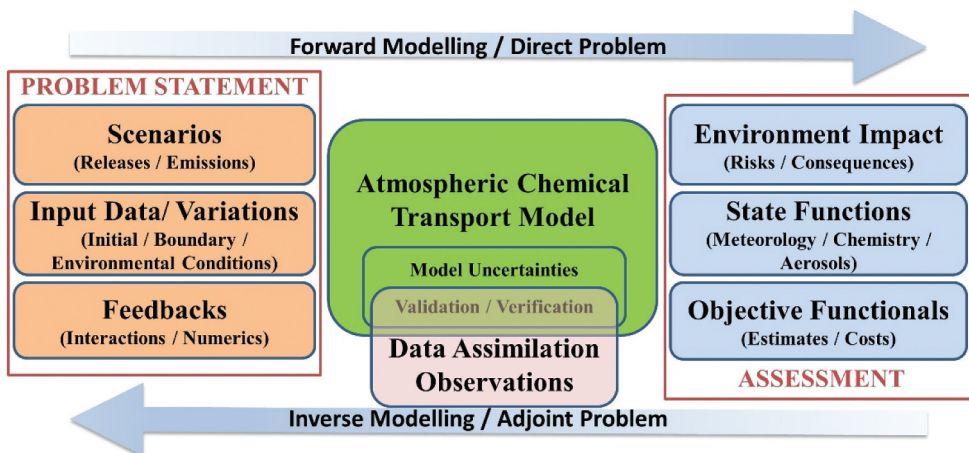 Forward Modelling / Direct Problem
PROBLEM STATEMENT
Scenarios
(Releases / Emissions)
Input Data/ Variations
(Initial / Boundary /
Environmental Conditions)
Feedbacks
(Interactions / Numerics)
Atmospheric Chemical
Transport Model
Model Uncertainties
Validation / Verification
Data Assimilation
Observations
Environment Impact
(Risks / Consequences)
State Functions
(Meteorology / Chemistry /
Aerosols)
Objective Functionals
(Estimates / Costs)
ASSESSMENT
Inverse Modelling / Adjoint Problem